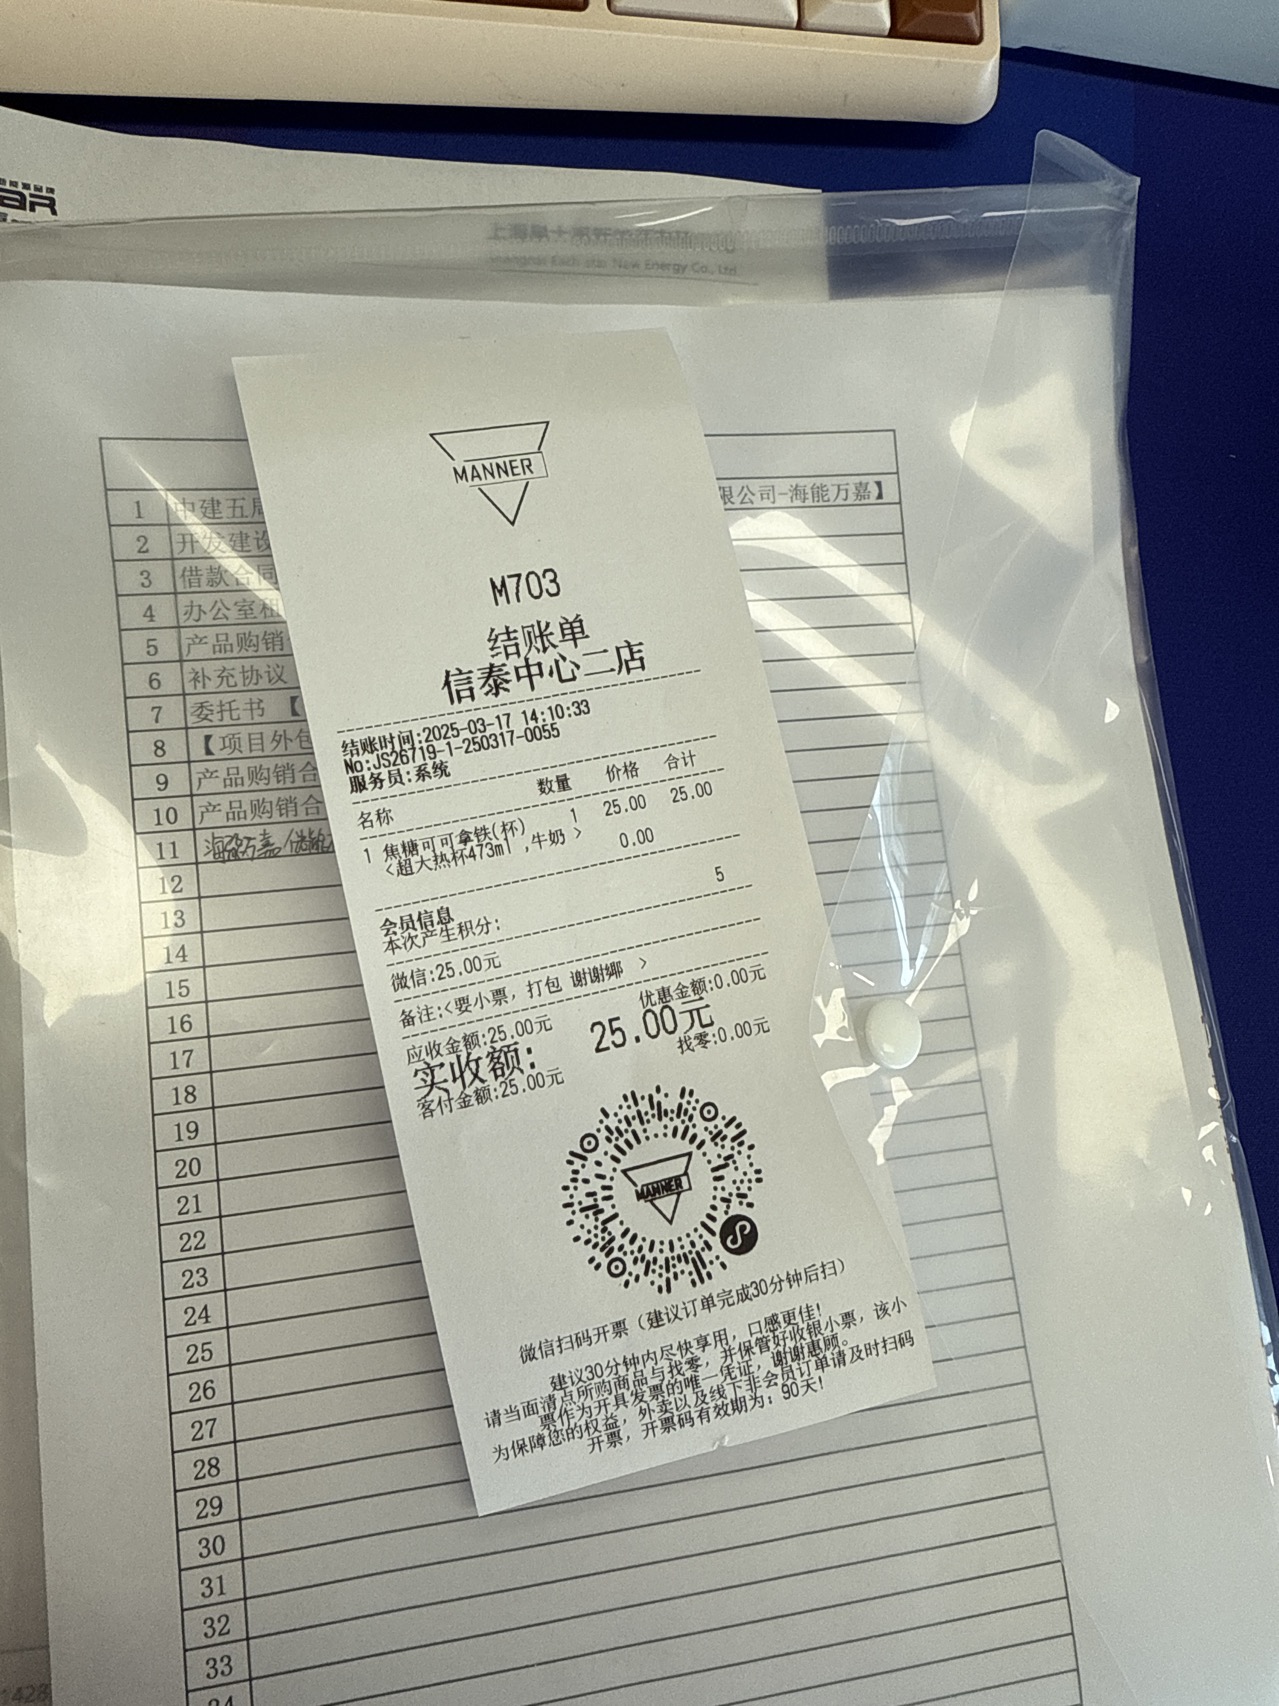 aR
Shanghai
New Energy Co., Ltd
限公司-海能万嘉】
1 中建五局
2 开发建设
3 借款合同
4 办公室租
5 产品购销
6 补充协议
7 委托书 【
8 【项目外包
9 产品购销合
10 产品购销合
11
12
13
14
15
16
17
18
19
20
21
22
23
24
25
26
27
28
29
30
31
32
33
34
1428
MANNER
M703
结账单
信泰中心二店
结账时间:2025-03-17 14:10:33
No:JS26719-1-250317-0055
服务员:系统
名称 数量 价格 合计
1 焦糖可可拿铁(杯) 1 25.00 25.00
<超大热杯473ml ,牛奶 > 0.00
5
会员信息
本次产生积分:
微信:25.00元
备注:<要小票，打包 谢谢娜 >
应收金额:25.00元 优惠金额:0.00元
实收额: 25.00元
客付金额:25.00元 找零:0.00元
MANNER
微信扫码开票（建议订单完成30分钟后扫）
建议30分钟内尽快享用，口感更佳!
请当面清点所购商品与找零，并保管好收银小票，该小
票作为开具发票的唯一凭证，谢谢惠顾。
为保障您的权益，外卖以及线下非会员订单请及时扫码
开票，开票码有效期为：90天!